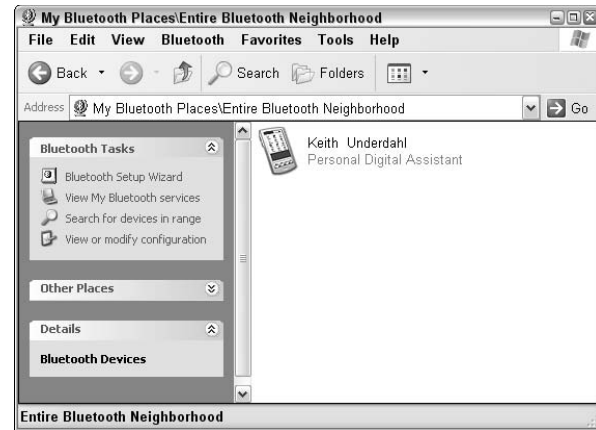 My Bluetooth Places\Entire Bluetooth Neighborhood
File Edit View Bluetooth Favorites Tools Help
Back Search Folders
Address My Bluetooth Places\Entire Bluetooth Neighborhood Go
Bluetooth Tasks
Bluetooth Setup Wizard
View My Bluetooth services
Search for devices in range
View or modify configuration
Other Places
Details
Bluetooth Devices
Keith Underdahl
Personal Digital Assistant
Entire Bluetooth Neighborhood